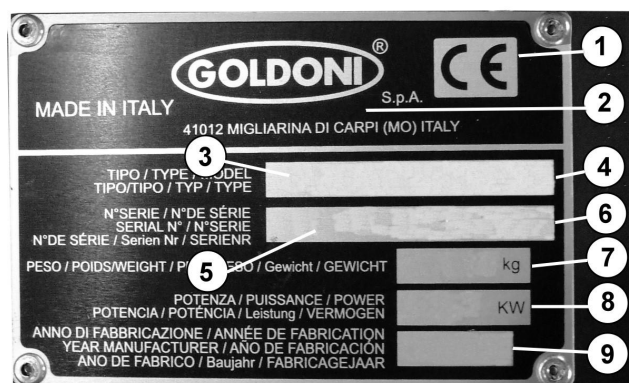 GOLDONI®
CE
1
S.p.A.
2
MADE IN ITALY
41012 MIGLIARINA DI CARPI (MO) ITALY
3
TIPO / TYPE / MODEL
4
TIPO/TIPO / TYP / TYPE
N°SERIE / N°DE SÉRIE
6
SERIAL N° / N°SERIE
N°DE SÉRIE / Serien Nr / SERIENR
5
PESO / POIDS/WEIGHT / / Gewicht / GEWICHT
kg
7
POTENZA / PUISSANCE / POWER
KW
8
POTENCIA / POTÊNCIA / Leistung / VERMOGEN
ANNO DI FABBRICAZIONE / ANNÉE DE FABRICATION
YEAR MANUFACTURER / AÑO DE FABRICACIÓN
9
ANO DE FABRICO / Baujahr / FABRICAGEJAAR